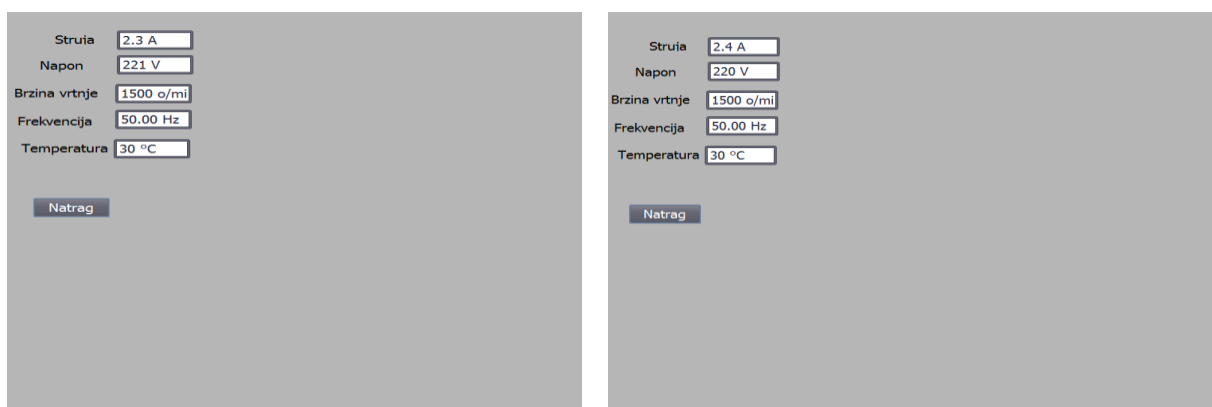 Struja 2.3 A
Napon 221 V
Brzina vrtnje 1500 o/mi
Frekvencija 50.00 Hz
Temperatura 30 °C
Natrag
Struja 2.4 A
Napon 220 V
Brzina vrtnje 1500 o/mi
Frekvencija 50.00 Hz
Temperatura 30 °C
Natrag